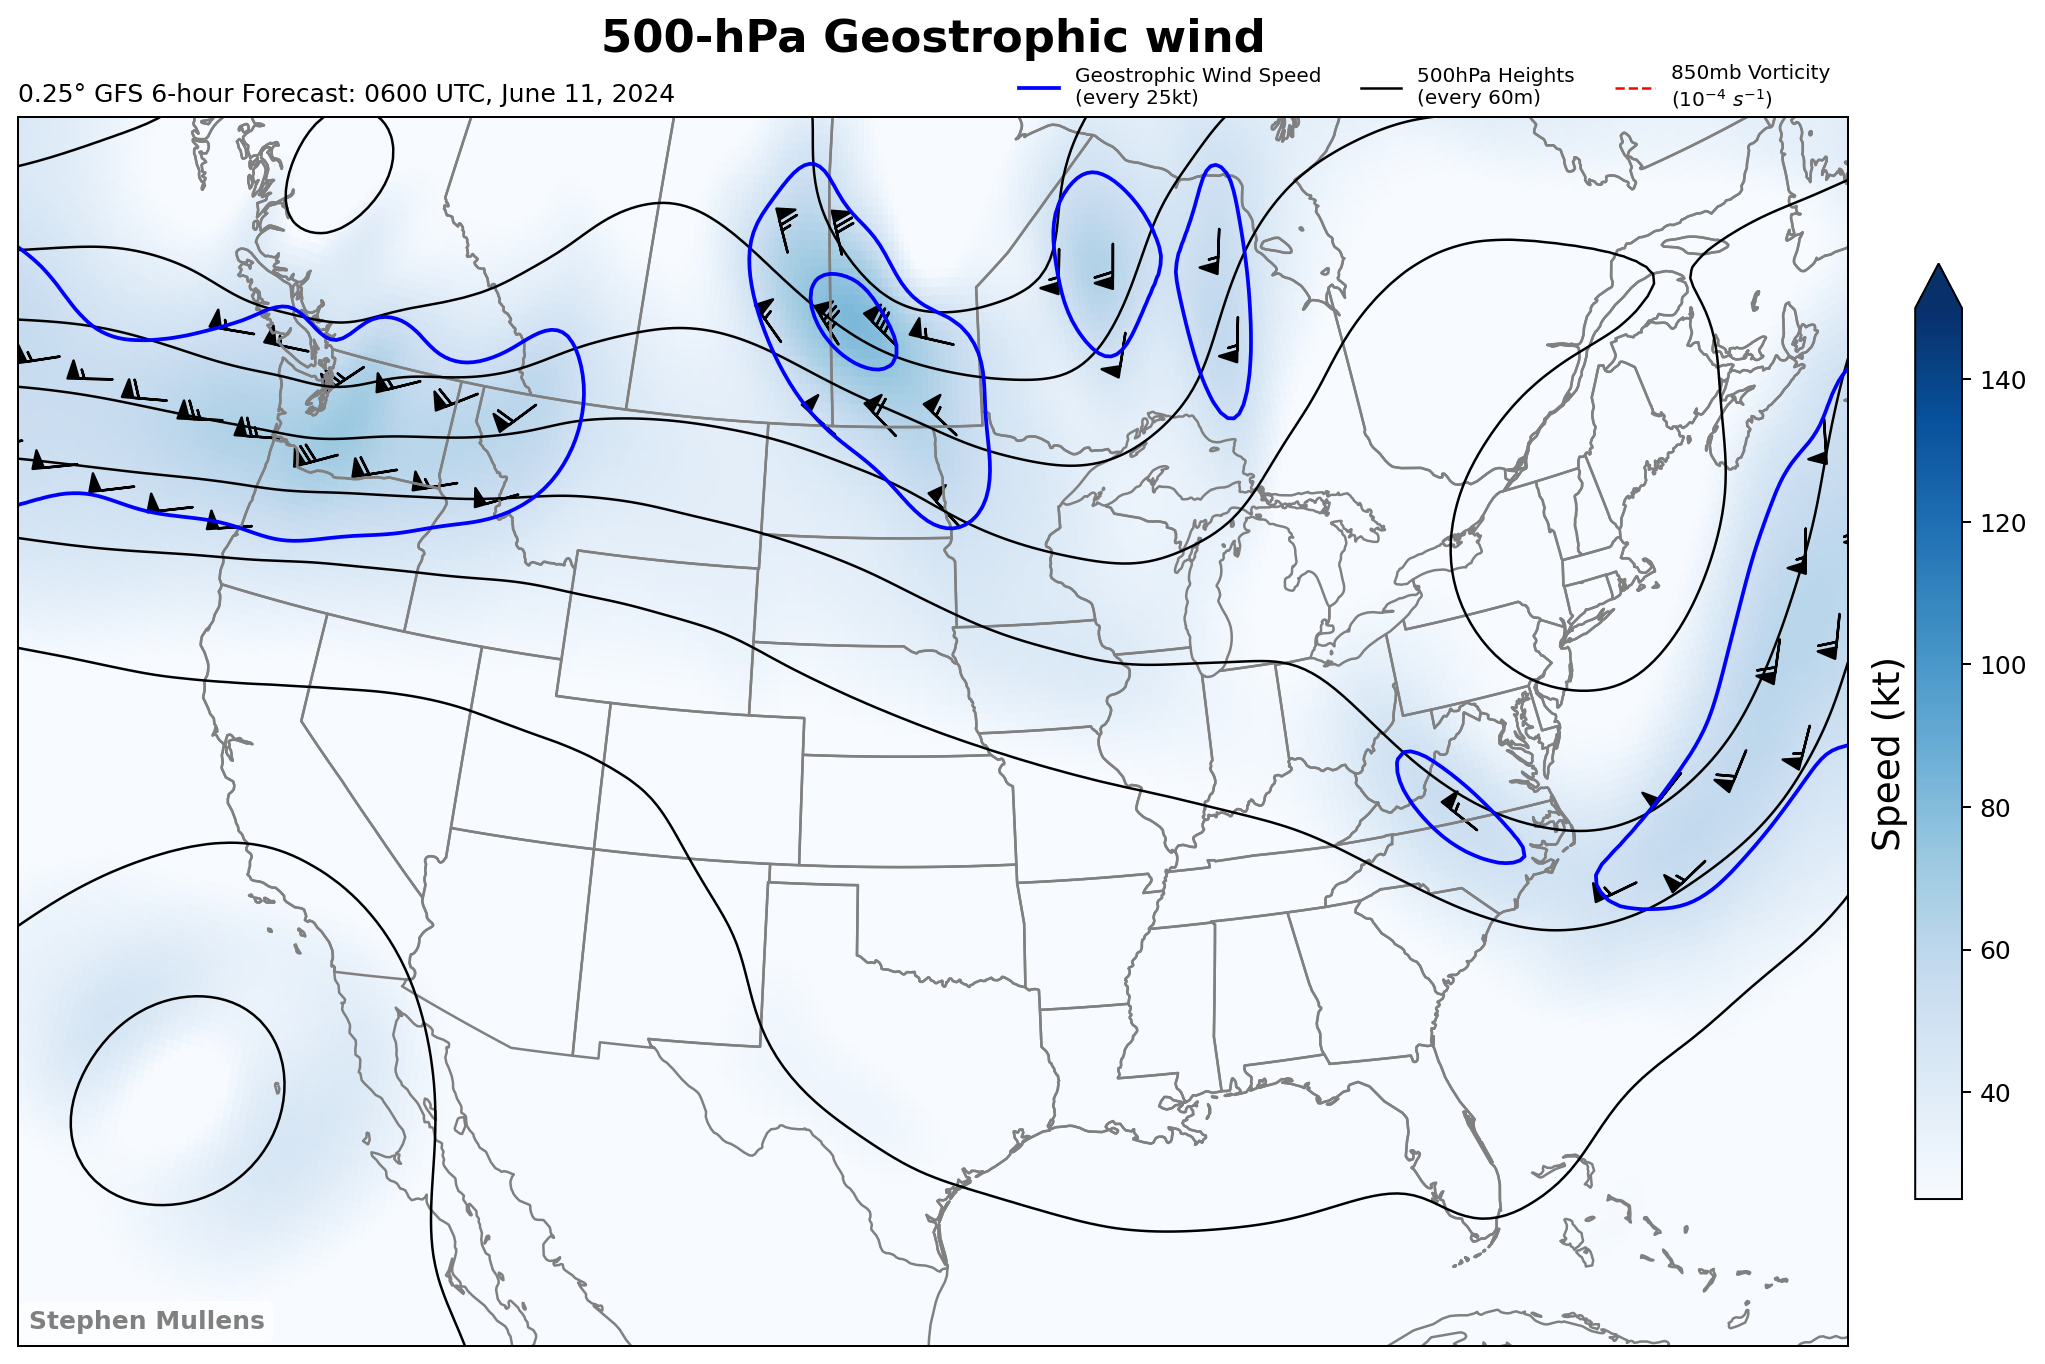 500-hPa Geostrophic wind
0.25° GFS 6-hour Forecast: 0600 UTC, June 11, 2024
Geostrophic Wind Speed
(every 25kt)
500hPa Heights
(every 60m)
850mb Vorticity
(10⁻⁴ s⁻¹)
140
120
100
80
60
40
Speed (kt)
Stephen Mullens